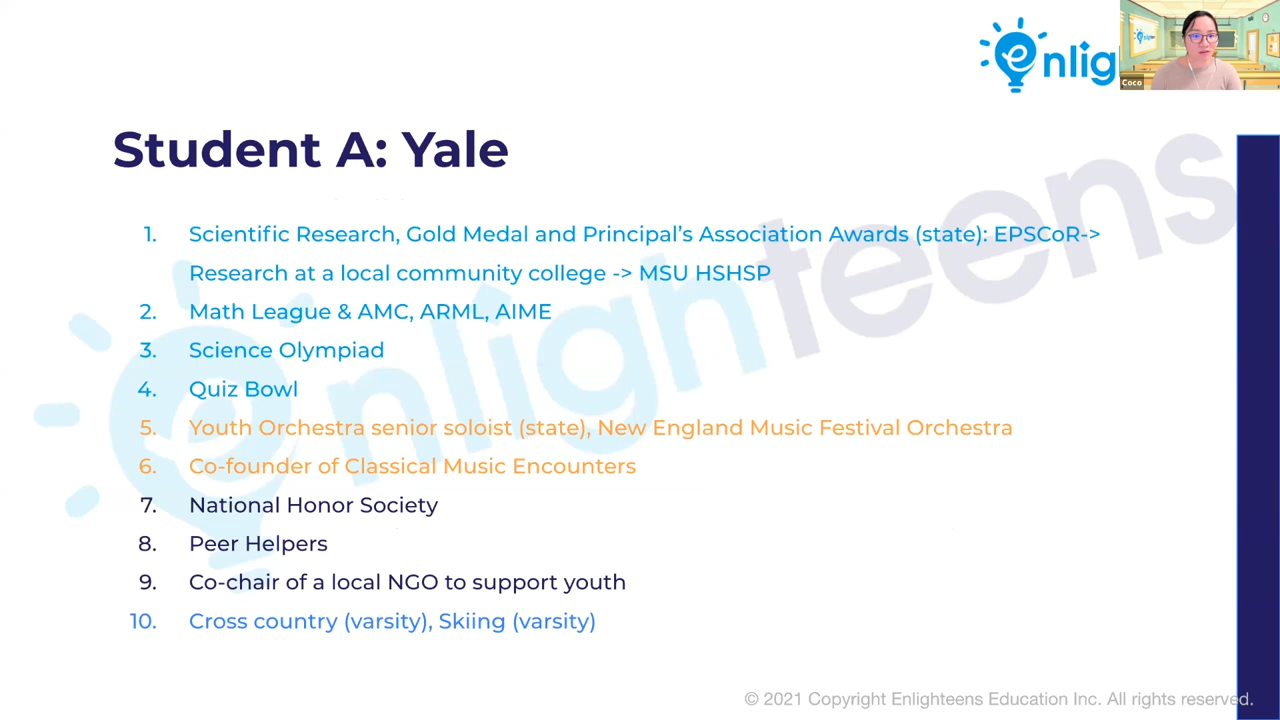 enlig
Coco
Student A: Yale
1. Scientific Research, Gold Medal and Principal’s Association Awards (state): EPSCoR->
Research at a local community college -> MSU HSHSP
2. Math League & AMC, ARML, AIME
3. Science Olympiad
4. Quiz Bowl
5. Youth Orchestra senior soloist (state), New England Music Festival Orchestra
6. Co-founder of Classical Music Encounters
7. National Honor Society
8. Peer Helpers
9. Co-chair of a local NGO to support youth
10. Cross country (varsity), Skiing (varsity)
enlighteens
© 2021 Copyright Enlighteens Education Inc. All rights reserved.